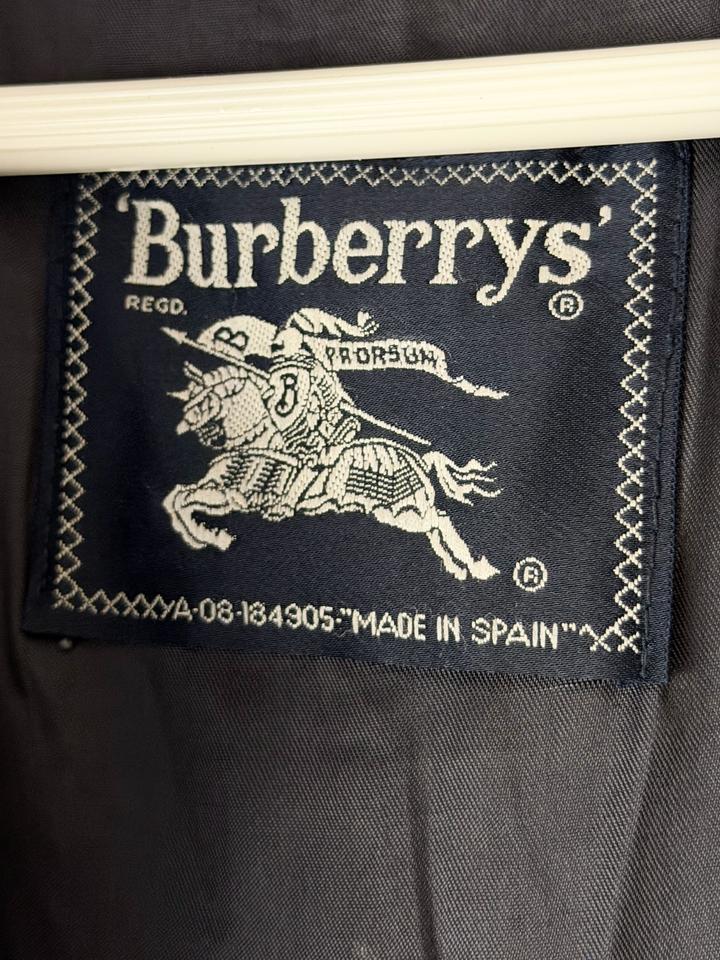 'Burberrys'
REGD.
®
B
PRORSUM
B
®
A-08-184905-"MADE IN SPAIN"